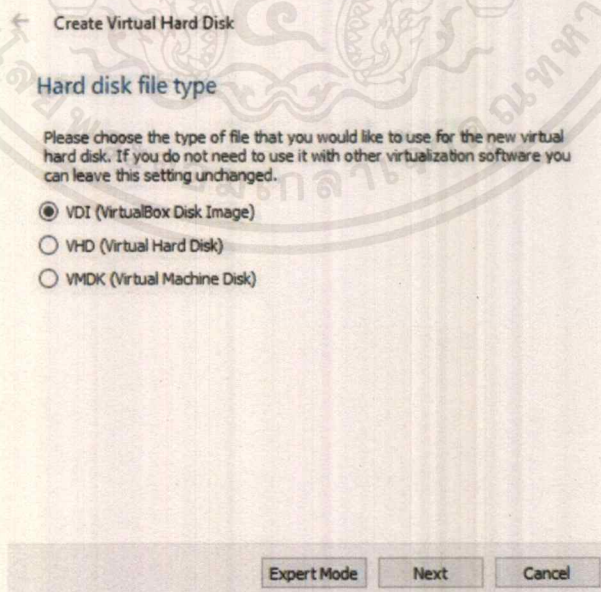 Create Virtual Hard Disk
Hard disk file type
Please choose the type of file that you would like to use for the new virtual
hard disk. If you do not need to use it with other virtualization software you
can leave this setting unchanged.
VDI (VirtualBox Disk Image)
VHD (Virtual Hard Disk)
VMDK (Virtual Machine Disk)
Expert Mode
Next
Cancel